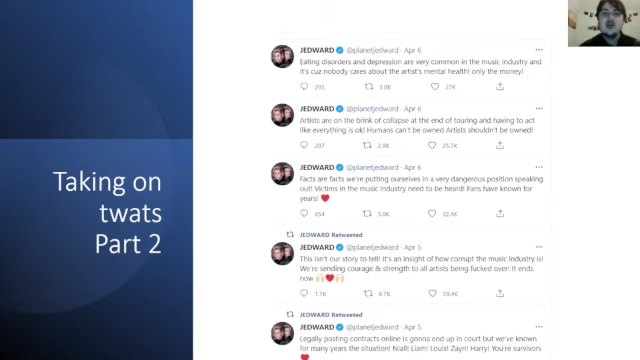 Taking on
twats
Part 2
JEDWARD @planetjedward · Apr 6
Eating disorders and depression are very common in the music industry and
it's cuz nobody cares about the artist's mental health! only the money!
295 3.8K 27K
JEDWARD @planetjedward · Apr 6
Artists are on the brink of collapse at the end of touring and having to act
like everything is ok! Humans can't be owned Artists shouldn't be owned!
207 2.9K 25.7K
JEDWARD @planetjedward · Apr 6
Facts are facts we're putting ourselves in a very dangerous position speaking
out! Victims in the music industry need to be heard! Fans have known for
years! ❤️
454 3.8K 32.4K
JEDWARD Retweeted
JEDWARD @planetjedward · Apr 5
This isn't our story to tell! it's an insight of how corrupt the music industry is!
We're sending courage & strength to all artists being fucked over! It ends
now 🙌🏻❤️🙌🏻
1.1K 6.7K 39.4K
JEDWARD Retweeted
JEDWARD @planetjedward · Apr 5
Legally posting contracts online is gonna end up in court but we've known
for many years the situation! Niall! Liam! Louis! Zayn! Harry! You're survivors
❤️